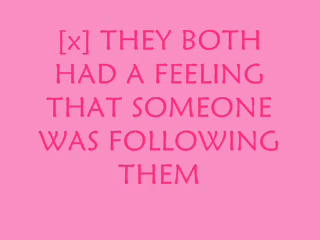 [x] THEY BOTH
HAD A FEELING
THAT SOMEONE
WAS FOLLOWING
THEM